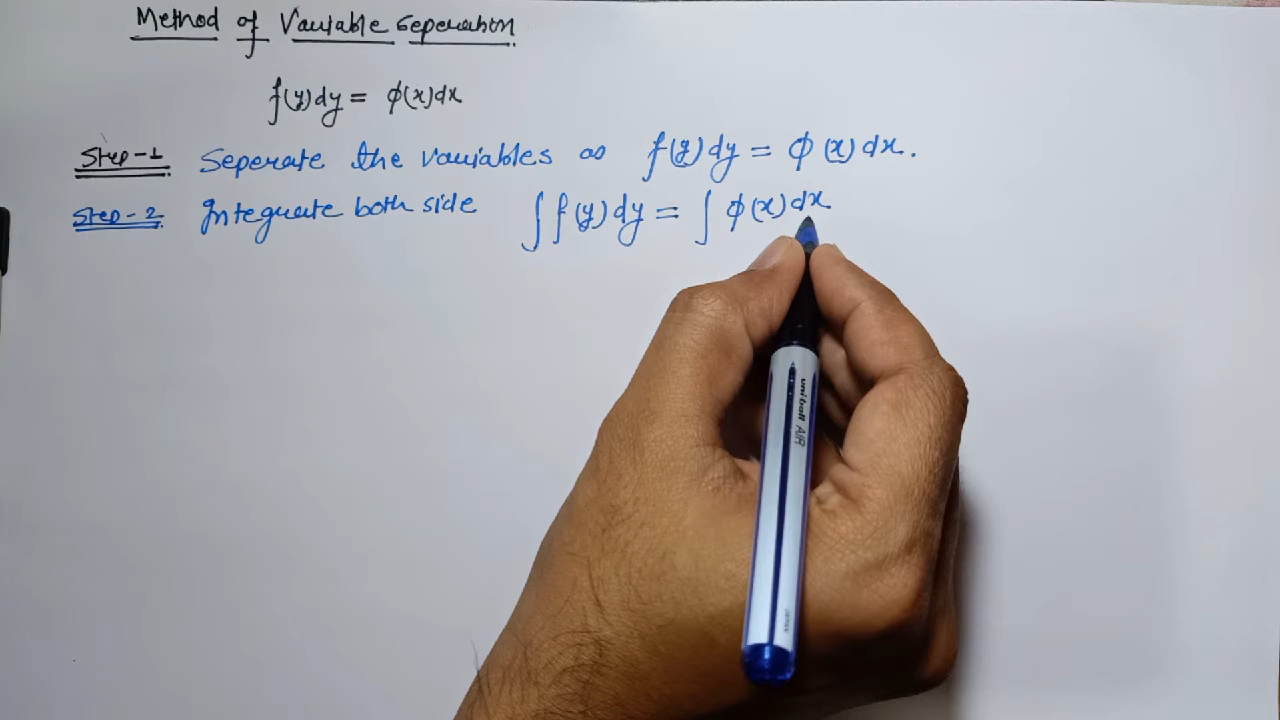 Method of Variable Seperation
f(y)dy = ϕ(x)dx
Step-1 Seperate the variables as f(y)dy = ϕ(x)dx.
Step-2 Integrate both side ∫f(y)dy = ∫ϕ(x)dx
uni-ball AIR